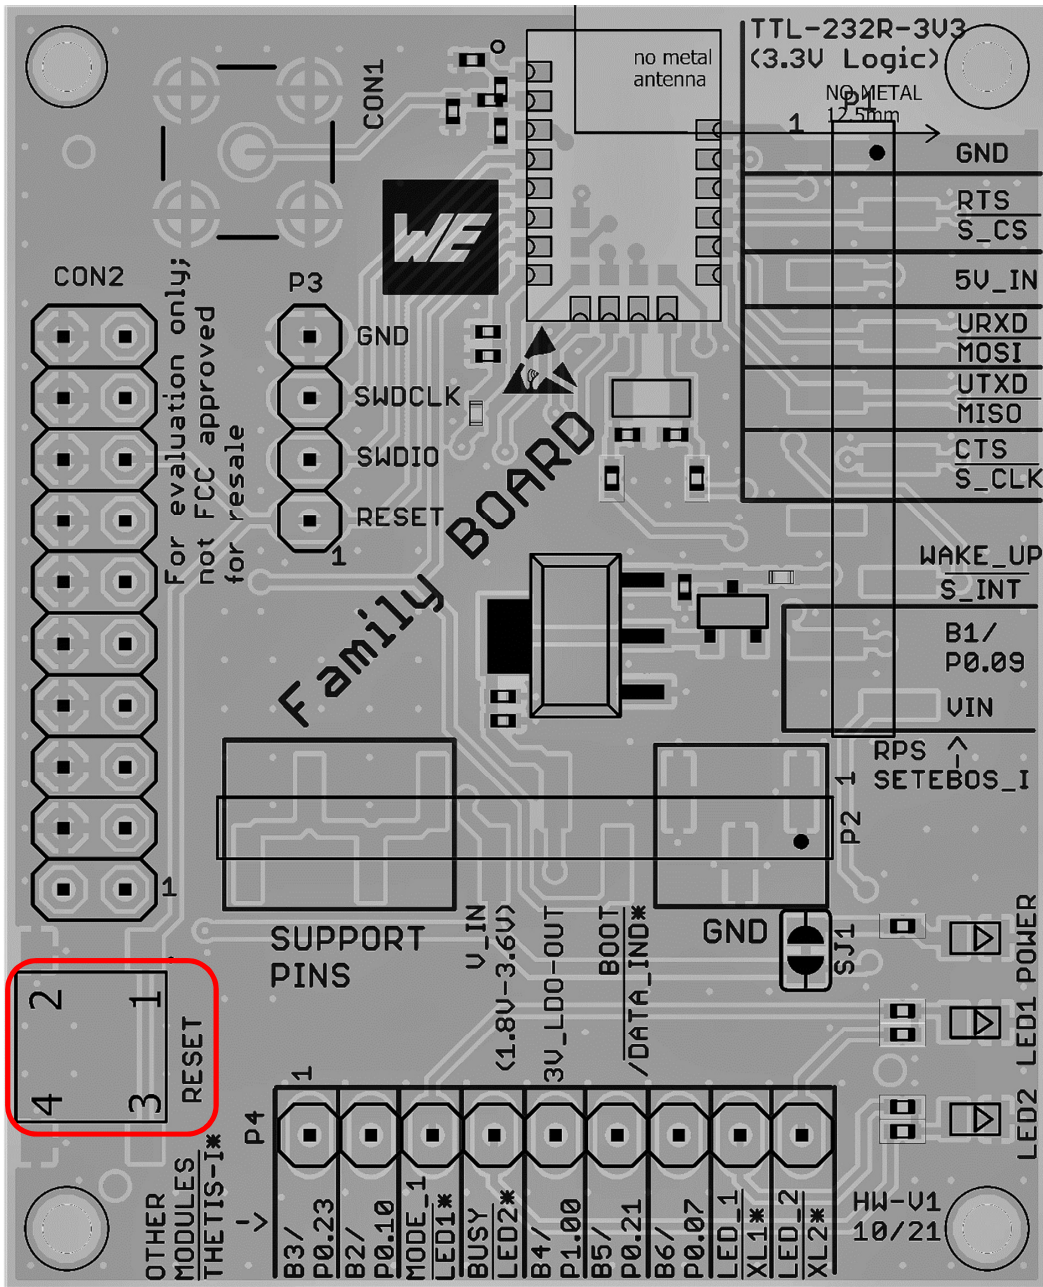 TTL-232R-3V3
(3.3V Logic)
no metal
antenna
NO METAL
12.5mm
P1
1
CON1
GND
RTS
S_CS
5V_IN
URXD
MOSI
UTXD
MISO
CTS
S_CLK
WAKE_UP
S_INT
B1/
P0.09
VIN
RPS
SETEBOS_I
WE
CON2
P3
GND
SWDCLK
SWDIO
RESET
1
For evaluation only;
not FCC approved
for resale
Family BOARD
1
1
P2
SUPPORT
PINS
V_IN
(1.8V-3.6V)
3V_LDO-OUT
BOOT
/DATA_IND*
GND
SJ1
POWER
LED1
LED2
2 1
4 3
RESET
P4
1
OTHER
MODULES
THETIS-I*
B3/
P0.23
B2/
P0.10
MODE_1
LED1*
BUSY
LED2*
B4/
P1.00
B5/
P0.21
B6/
P0.07
LED_1
XL1*
LED_2
XL2*
HW-V1
10/21